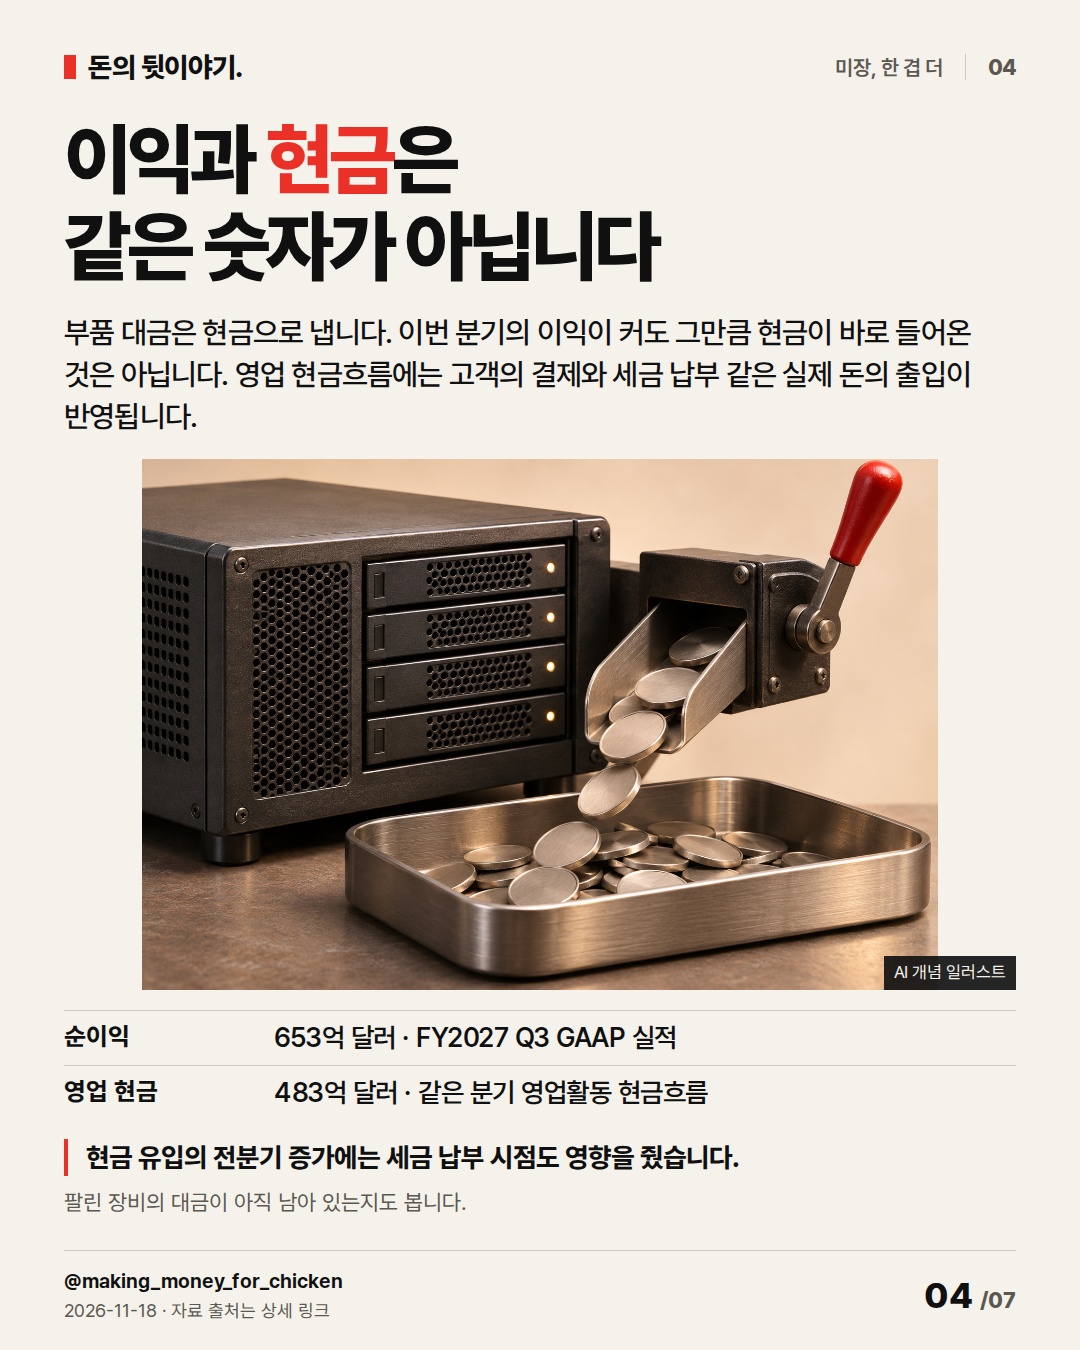 돈의 뒷이야기.
미장, 한 겹 더
04
이익과 현금은
같은 숫자가 아닙니다
부품 대금은 현금으로 냅니다. 이번 분기의 이익이 커도 그만큼 현금이 바로 들어온
것은 아닙니다. 영업 현금흐름에는 고객의 결제와 세금 납부 같은 실제 돈의 출입이
반영됩니다.
AI 개념 일러스트
순이익 653억 달러 · FY2027 Q3 GAAP 실적
영업 현금 483억 달러 · 같은 분기 영업활동 현금흐름
현금 유입의 전분기 증가에는 세금 납부 시점도 영향을 줬습니다.
팔린 장비의 대금이 아직 남아 있는지도 봅니다.
@making_money_for_chicken
2026-11-18 · 자료 출처는 상세 링크
04 /07